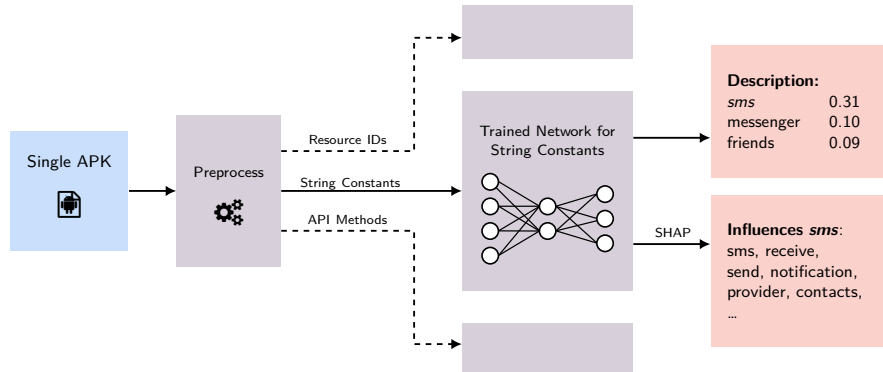 Single APK
Preprocess
Resource IDs
String Constants
API Methods
Trained Network for
String Constants
SHAP
Description:
sms 0.31
messenger 0.10
friends 0.09
Influences sms:
sms, receive,
send, notification,
provider, contacts,
...